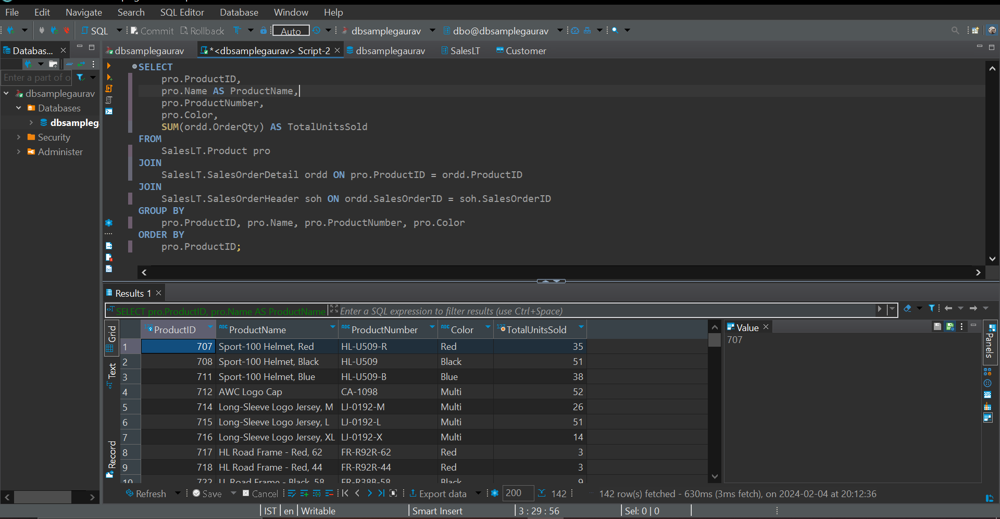 File Edit Navigate Search SQL Editor Database Window Help
SQL Commit Rollback Auto dbsamplegaurav dbo@dbsamplegaurav
Databas... dbsamplegaurav *<dbsamplegaurav> Script-2 dbsamplegaurav SalesLT Customer
Enter a part of o
dbsamplegaurav
Databases
dbsampleg
Security
Administer
SELECT
pro.ProductID,
pro.Name AS ProductName,
pro.ProductNumber,
pro.Color,
SUM(ordd.OrderQty) AS TotalUnitsSold
FROM
SalesLT.Product pro
JOIN
SalesLT.SalesOrderDetail ordd ON pro.ProductID = ordd.ProductID
JOIN
SalesLT.SalesOrderHeader soh ON ordd.SalesOrderID = soh.SalesOrderID
GROUP BY
pro.ProductID, pro.Name, pro.ProductNumber, pro.Color
ORDER BY
pro.ProductID;
Results 1
SELECT pro.ProductID, pro.Name AS ProductName Enter a SQL expression to filter results (use Ctrl+Space)
Grid
Text
Record
ProductID ProductName ProductNumber Color TotalUnitsSold
1 707 Sport-100 Helmet, Red HL-U509-R Red 35
2 708 Sport-100 Helmet, Black HL-U509 Black 51
3 711 Sport-100 Helmet, Blue HL-U509-B Blue 38
4 712 AWC Logo Cap CA-1098 Multi 52
5 714 Long-Sleeve Logo Jersey, M LJ-0192-M Multi 26
6 715 Long-Sleeve Logo Jersey, L LJ-0192-L Multi 51
7 716 Long-Sleeve Logo Jersey, XL LJ-0192-X Multi 14
8 717 HL Road Frame - Red, 62 FR-R92R-62 Red 3
9 718 HL Road Frame - Red, 44 FR-R92R-44 Red 3
10 722 LL Road Frame - Black, 58 FR-R38B-58 Black 9
Value
707
Panels
Refresh Save Cancel Export data 200 142 142 row(s) fetched - 630ms (3ms fetch), on 2024-02-04 at 20:12:36
IST en Writable Smart Insert 3 : 29 : 56 Sel: 0 | 0